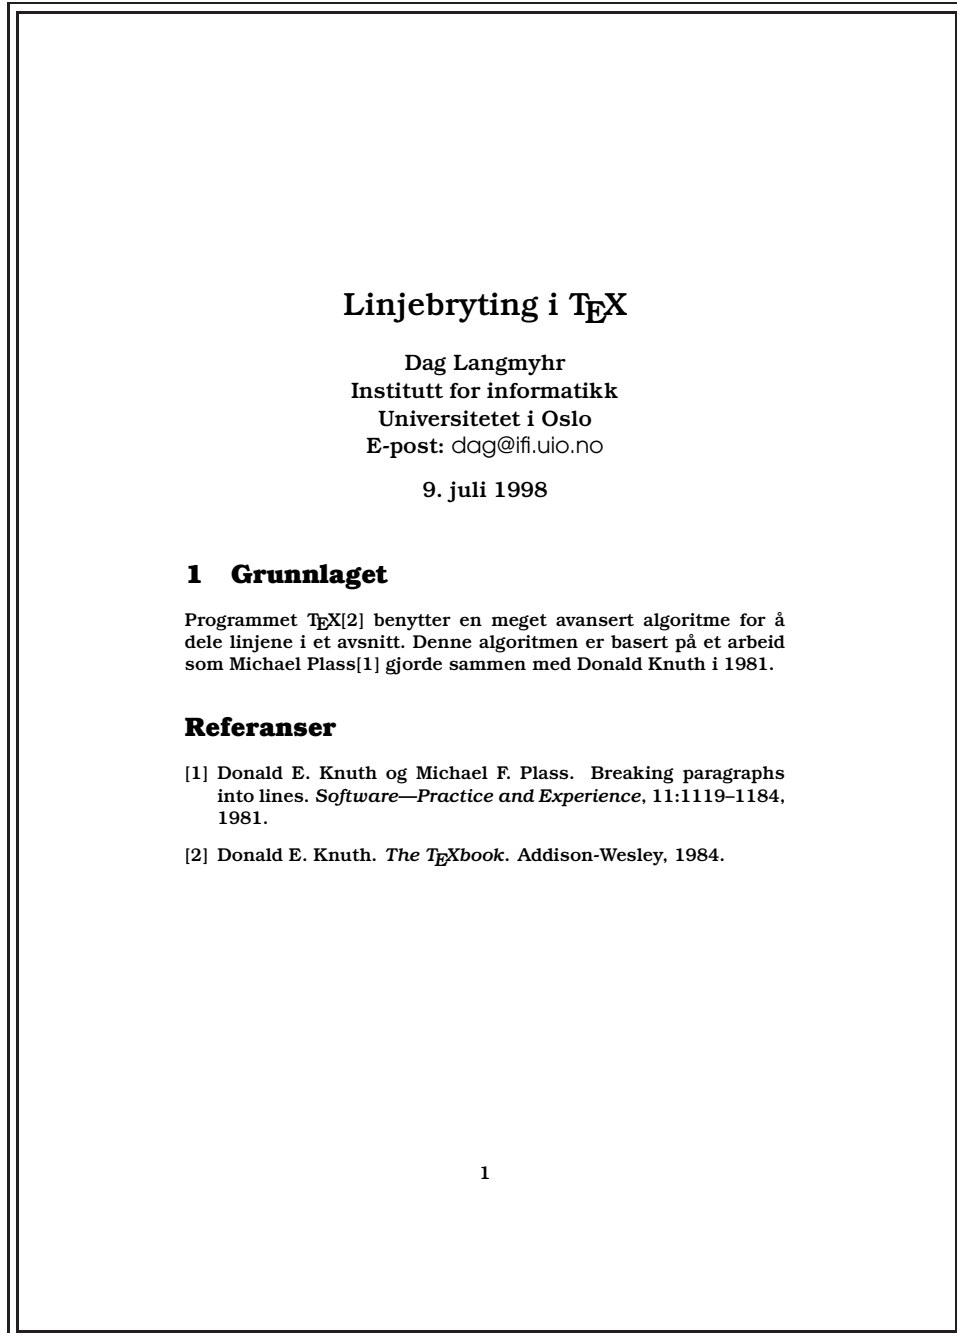 Linjebryting i TEX
Dag Langmyhr
Institutt for informatikk
Universitetet i Oslo
E-post: dag@ifi.uio.no
9. juli 1998
1 Grunnlaget
Programmet TEX[2] benytter en meget avansert algoritme for å
dele linjene i et avsnitt. Denne algoritmen er basert på et arbeid
som Michael Plass[1] gjorde sammen med Donald Knuth i 1981.
Referanser
[1] Donald E. Knuth og Michael F. Plass. Breaking paragraphs
into lines. Software—Practice and Experience, 11:1119–1184,
1981.
[2] Donald E. Knuth. The TEXbook. Addison-Wesley, 1984.
1